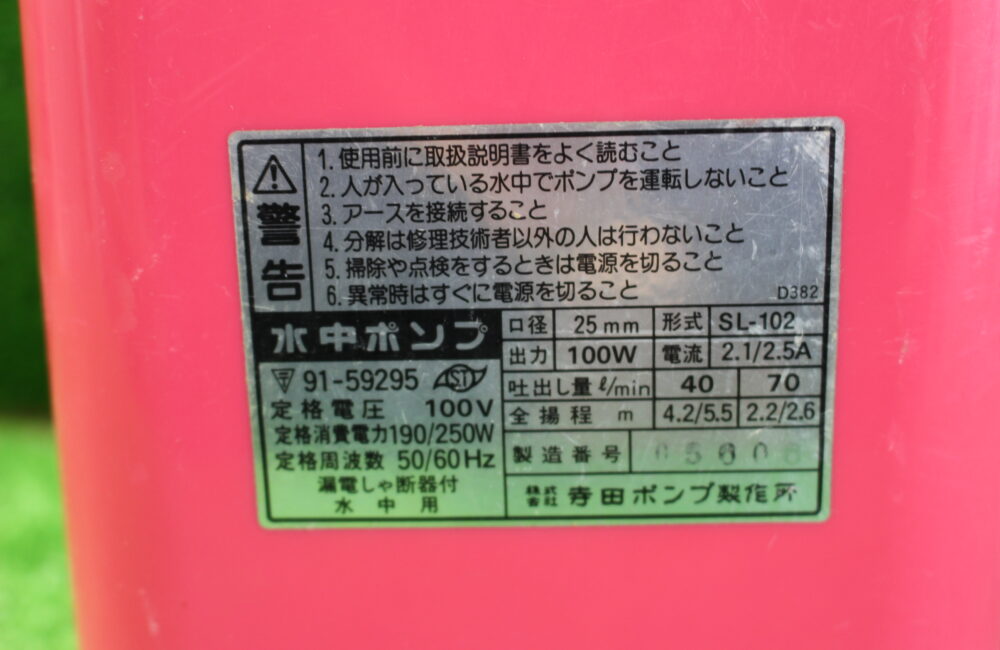 警告
1. 使用前に取扱説明書をよく読むこと
2. 人が入っている水中でポンプを運転しないこと
3. アースを接続すること
4. 分解は修理技術者以外の人は行わないこと
5. 掃除や点検をするときは電源を切ること
6. 異常時はすぐに電源を切ること
D382
水中ポンプ
91-59295
定格電圧 100V
定格消費電力 190/250W
定格周波数 50/60Hz
漏電しゃ断器付
水中用
口径 25mm 形式 SL-102
出力 100W 電流 2.1/2.5A
吐出し量 ℓ/min 40 70
全揚程 m 4.2/5.5 2.2/2.6
製造番号
株式会社 寺田ポンプ製作所